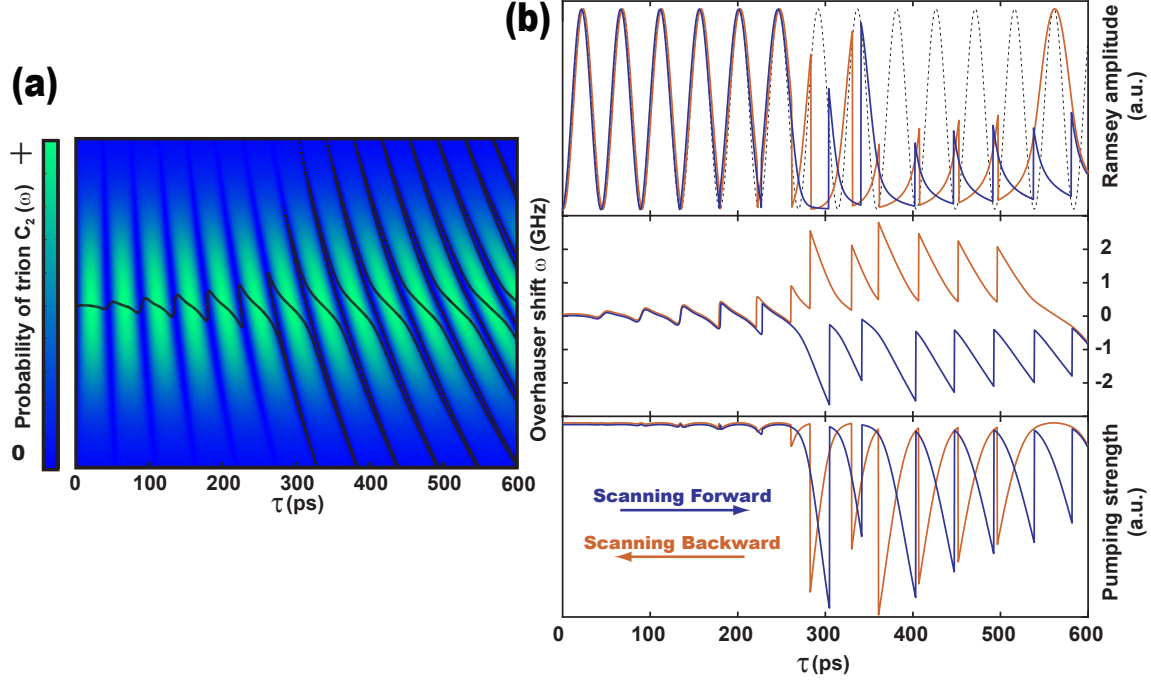 (a)
Probability of trion C₂ (ω)
0
+
0 100 200 300 400 500 600
τ (ps)
(b)
Ramsey amplitude
(a.u.)
Overhauser shift ω (GHz)
2
1
0
-1
-2
Pumping strength
(a.u.)
Scanning Forward
Scanning Backward
0 100 200 300 400 500 600
τ (ps)